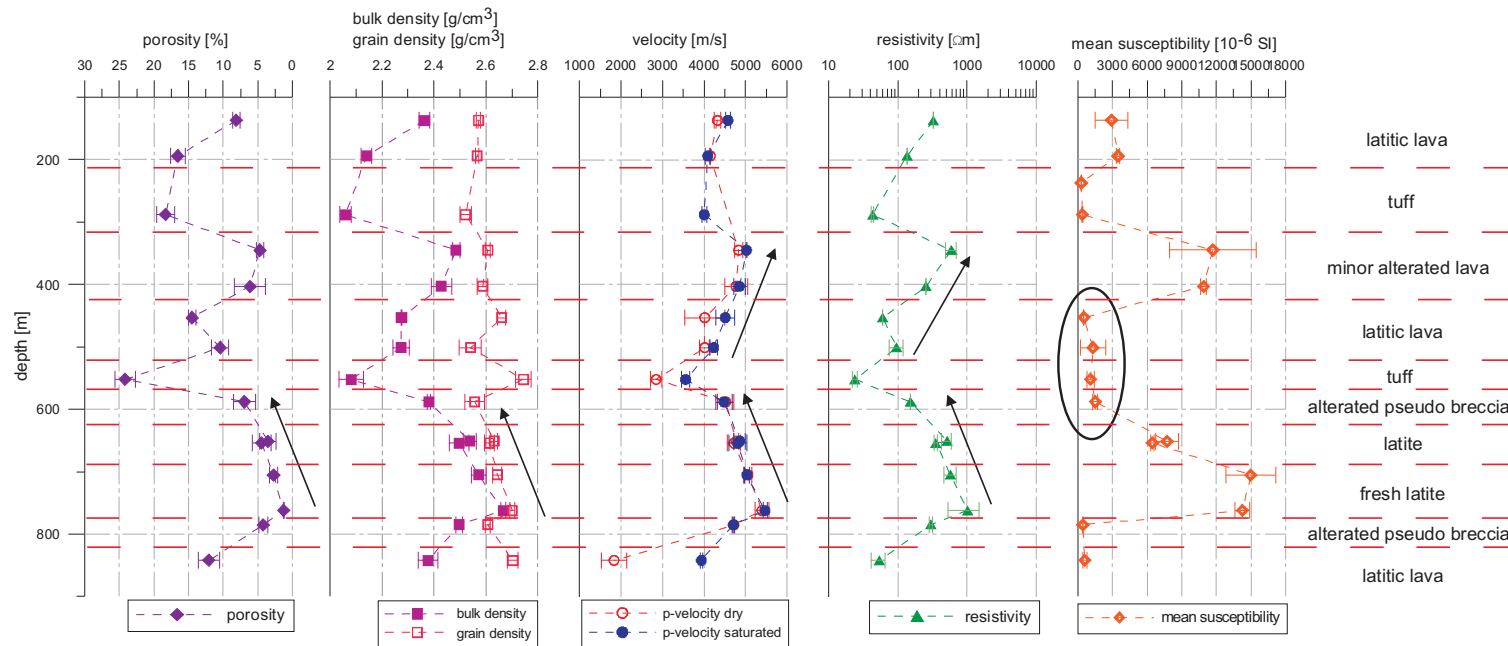 bulk density [g/cm3]
porosity [%] grain density [g/cm3] velocity [m/s] resistivity [Ωm] mean susceptibility [10-6 SI]
30 25 20 15 10 5 0 2 2.2 2.4 2.6 2.8 1000 2000 3000 4000 5000 6000 10 100 1000 10000 0 3000 6000 9000 12000 15000 18000
latitic lava
200
tuff
minor alterated lava
400
latitic lava
depth [m]
tuff
alterated pseudo breccia
600
latite
fresh latite
800
alterated pseudo breccia
latitic lava
porosity bulk density p-velocity dry resistivity mean susceptibility
grain density p-velocity saturated